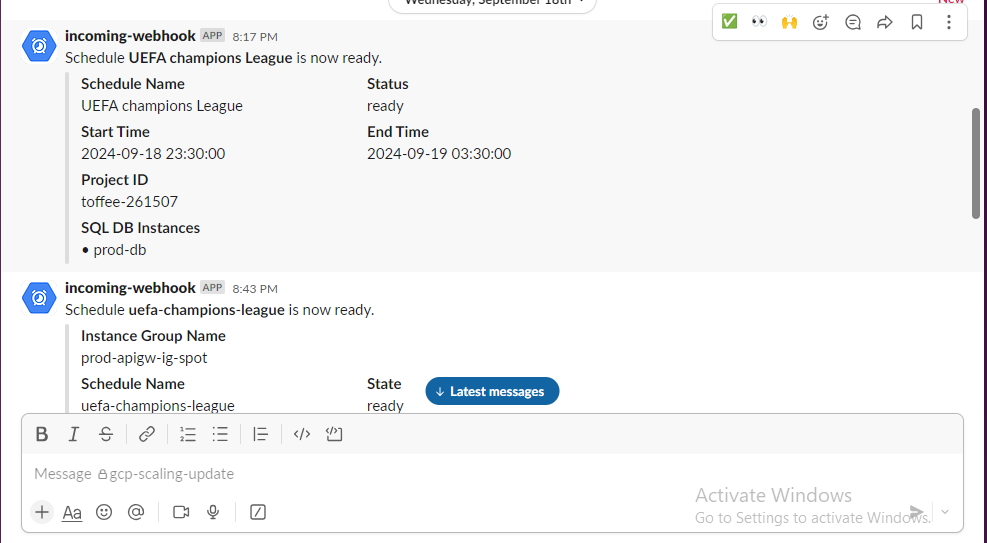 Wednesday, September 18th
New
incoming-webhook APP 8:17 PM
Schedule UEFA champions League is now ready.
Schedule Name Status
UEFA champions League ready
Start Time End Time
2024-09-18 23:30:00 2024-09-19 03:30:00
Project ID
toffee-261507
SQL DB Instances
• prod-db
incoming-webhook APP 8:43 PM
Schedule uefa-champions-league is now ready.
Instance Group Name
prod-apigw-ig-spot
Schedule Name State
uefa-champions-league ready
Latest messages
Message gcp-scaling-update
Activate Windows
Go to Settings to activate Windows.